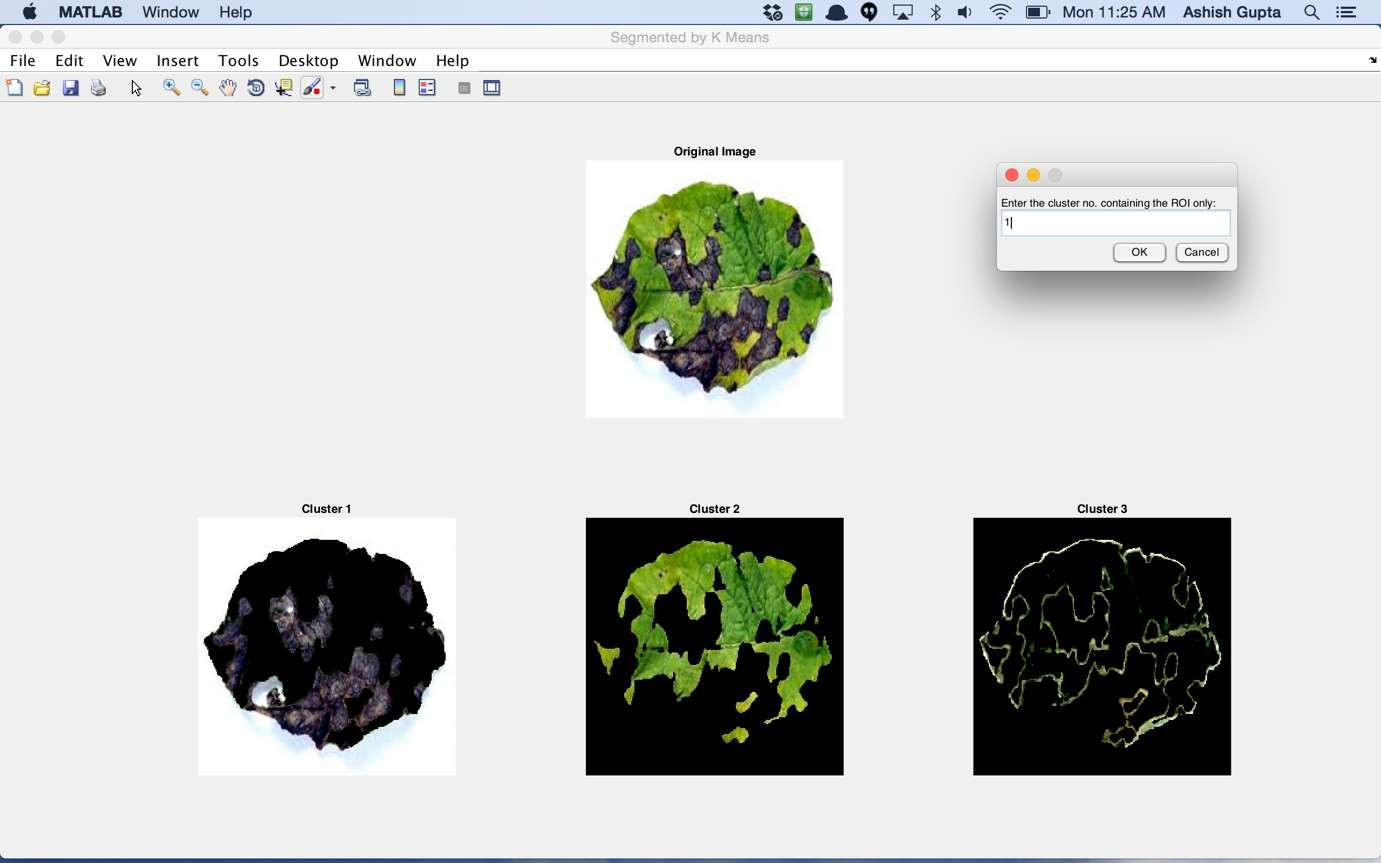 MATLAB Window Help Mon 11:25 AM Ashish Gupta
Segmented by K Means
File Edit View Insert Tools Desktop Window Help
Original Image
Enter the cluster no. containing the ROI only:
1
OK Cancel
Cluster 1 Cluster 2 Cluster 3